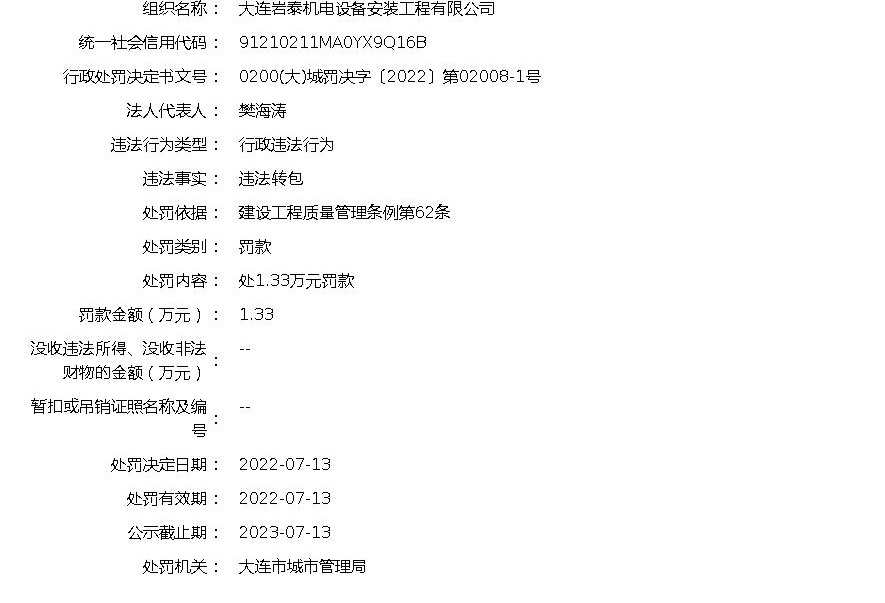 组织名称： 大连岩泰机电设备安装工程有限公司
统一社会信用代码： 91210211MA0YX9Q16B
行政处罚决定书文号： 0200(大)城罚决字〔2022〕第02008-1号
法人代表人： 樊海涛
违法行为类型： 行政违法行为
违法事实： 违法转包
处罚依据： 建设工程质量管理条例第62条
处罚类别： 罚款
处罚内容： 处1.33万元罚款
罚款金额（万元）： 1.33
没收违法所得、没收非法
财物的金额（万元）： --
暂扣或吊销证照名称及编
号： --
处罚决定日期： 2022-07-13
处罚有效期： 2022-07-13
公示截止期： 2023-07-13
处罚机关： 大连市城市管理局